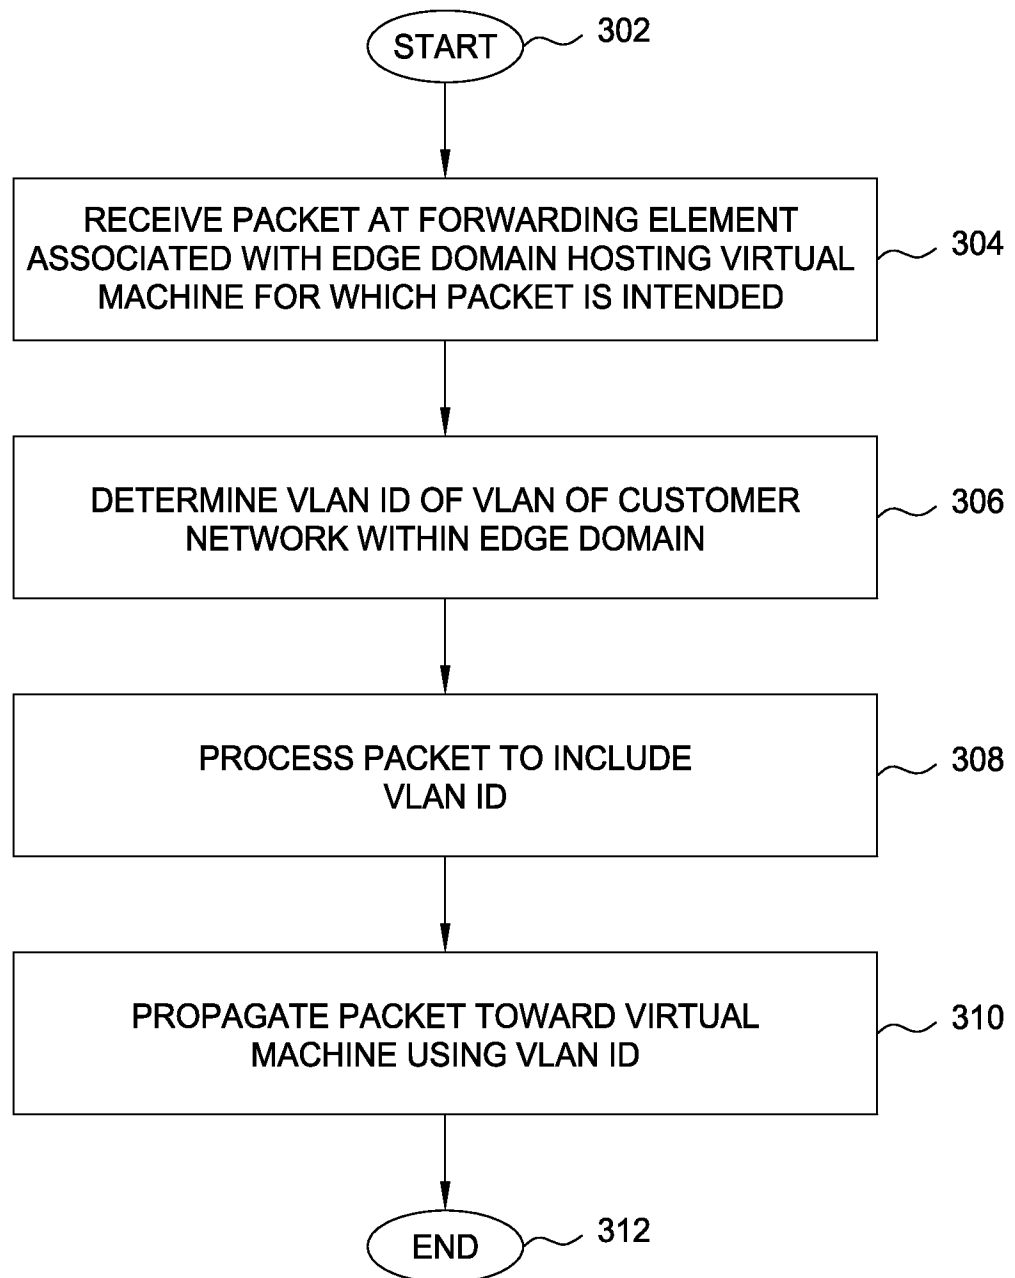 START
302
RECEIVE PACKET AT FORWARDING ELEMENT
ASSOCIATED WITH EDGE DOMAIN HOSTING VIRTUAL
MACHINE FOR WHICH PACKET IS INTENDED
304
DETERMINE VLAN ID OF VLAN OF CUSTOMER
NETWORK WITHIN EDGE DOMAIN
306
PROCESS PACKET TO INCLUDE
VLAN ID
308
PROPAGATE PACKET TOWARD VIRTUAL
MACHINE USING VLAN ID
310
END
312